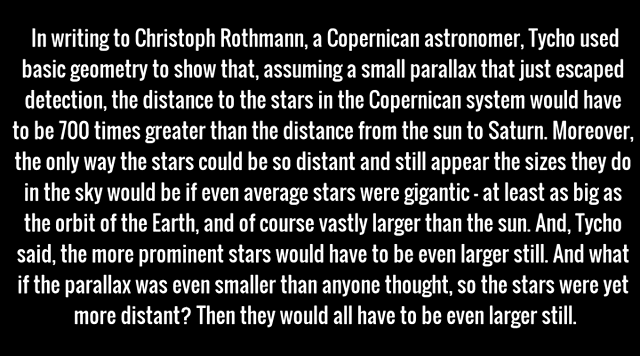 In writing to Christoph Rothmann, a Copernican astronomer, Tycho used
basic geometry to show that, assuming a small parallax that just escaped
detection, the distance to the stars in the Copernican system would have
to be 700 times greater than the distance from the sun to Saturn. Moreover,
the only way the stars could be so distant and still appear the sizes they do
in the sky would be if even average stars were gigantic - at least as big as
the orbit of the Earth, and of course vastly larger than the sun. And, Tycho
said, the more prominent stars would have to be even larger still. And what
if the parallax was even smaller than anyone thought, so the stars were yet
more distant? Then they would all have to be even larger still.